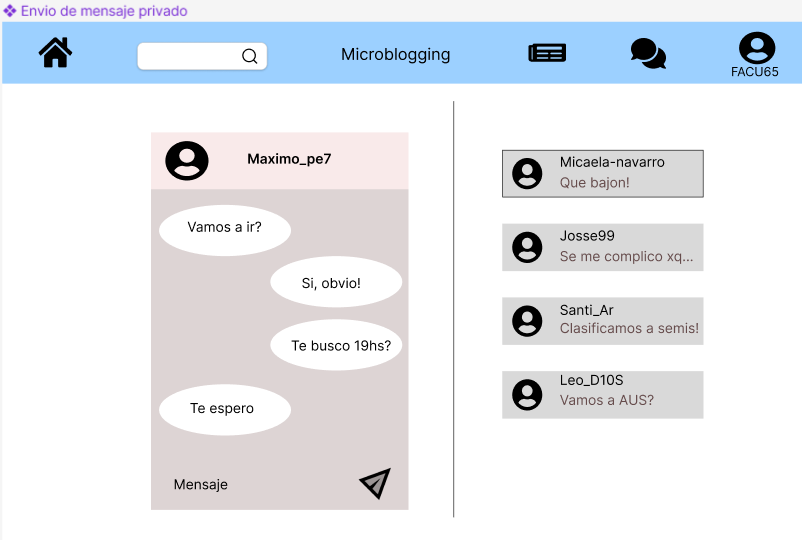 Envio de mensaje privado
Microblogging
FACU65
Maximo_pe7
Vamos a ir?
Si, obvio!
Te busco 19hs?
Te espero
Mensaje
Micaela-navarro
Que bajon!
Josse99
Se me complico xq...
Santi_Ar
Clasificamos a semis!
Leo_D10S
Vamos a AUS?